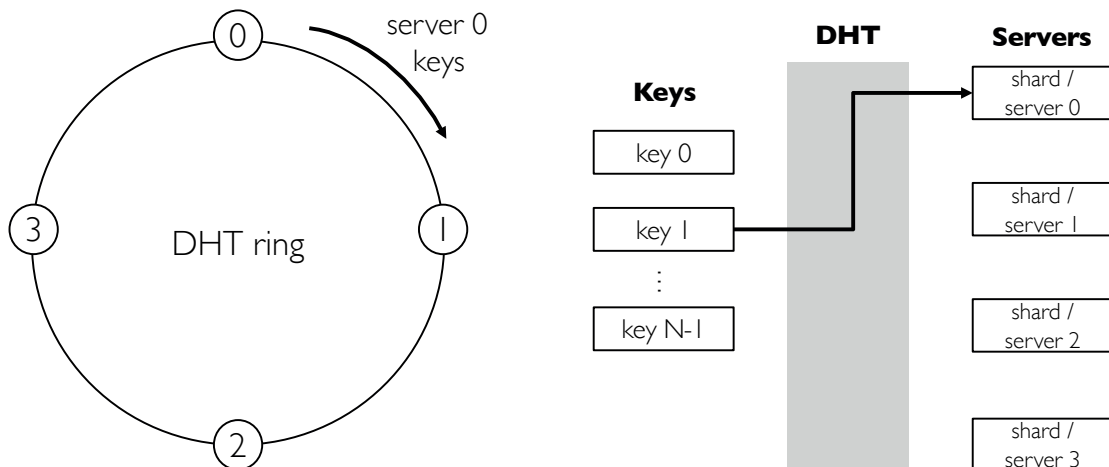 0
server 0
keys
3
1
DHT ring
2
DHT
Servers
Keys
key 0
key 1
⋮
key N-1
shard /
server 0
shard /
server 1
shard /
server 2
shard /
server 3